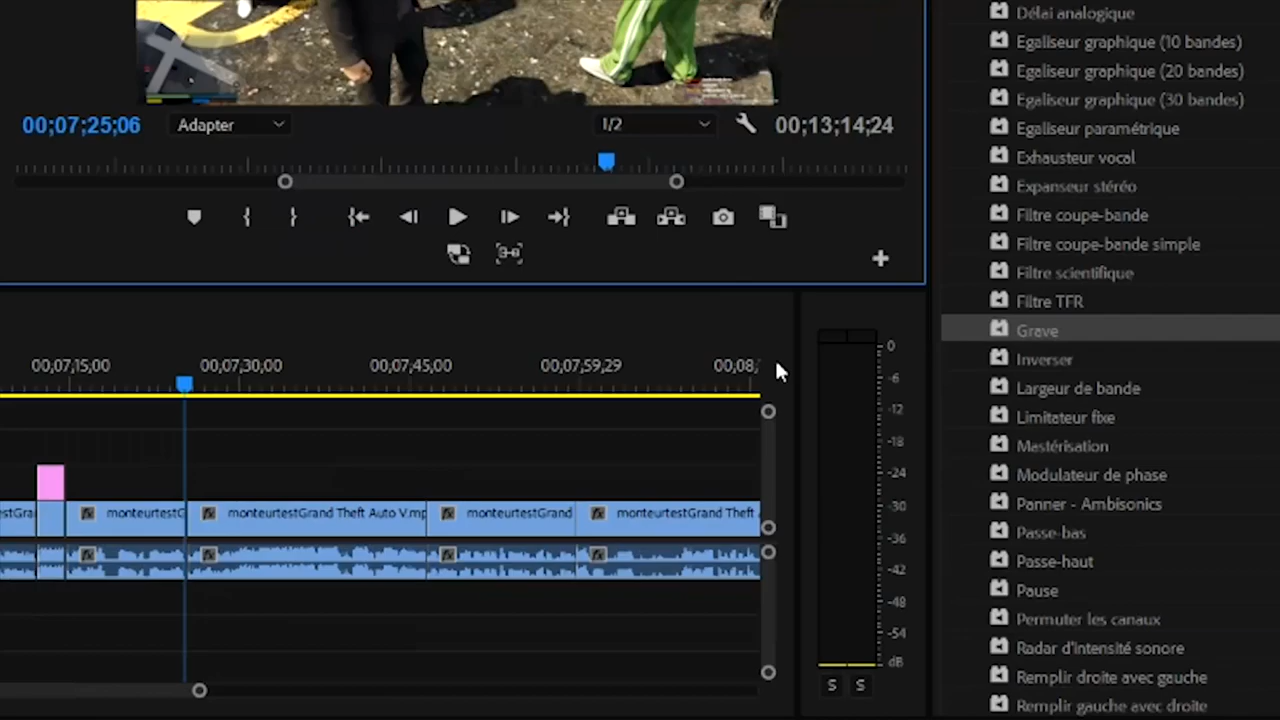 00;07;25;06
Adapter
1/2
00;13;14;24
00;07;15;00
00;07;30;00
00;07;45;00
00;07;59;29
00;08,
estGra
monteurtestG
monteurtestGrand Theft Auto V.mp
monteurtestGrand
monteurtestGrand Theft
0
-6
-12
-18
-24
-30
-36
-42
-48
-54
dB
S
S
Délai analogique
Egaliseur graphique (10 bandes)
Egaliseur graphique (20 bandes)
Egaliseur graphique (30 bandes)
Egaliseur paramétrique
Exhausteur vocal
Expanseur stéréo
Filtre coupe-bande
Filtre coupe-bande simple
Filtre scientifique
Filtre TFR
Grave
Inverser
Largeur de bande
Limitateur fixe
Mastérisation
Modulateur de phase
Panner - Ambisonics
Passe-bas
Passe-haut
Pause
Permuter les canaux
Radar d'intensité sonore
Remplir droite avec gauche
Remplir gauche avec droite